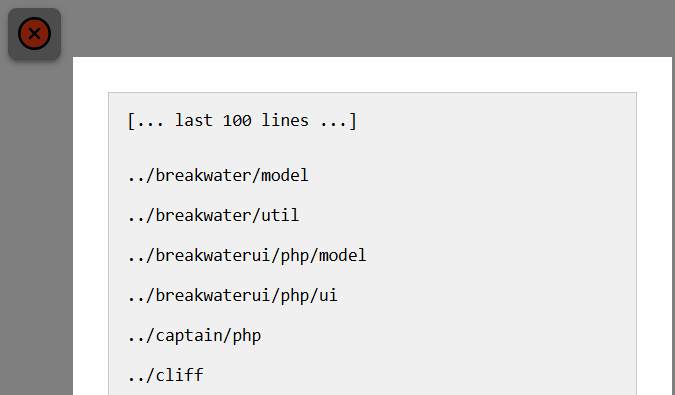 [... last 100 lines ...]
../breakwater/model
../breakwater/util
../breakwaterui/php/model
../breakwaterui/php/ui
../captain/php
../cliff